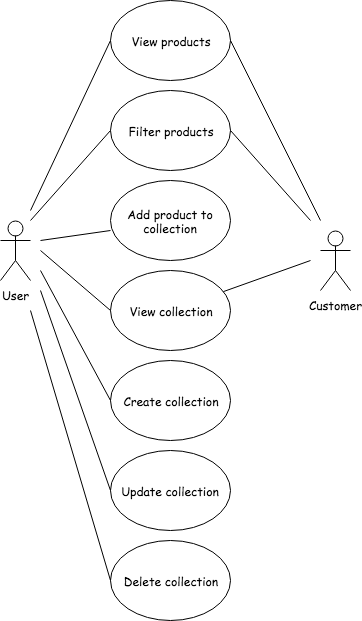 View products
Filter products
Add product to
collection
User
Customer
View collection
Create collection
Update collection
Delete collection